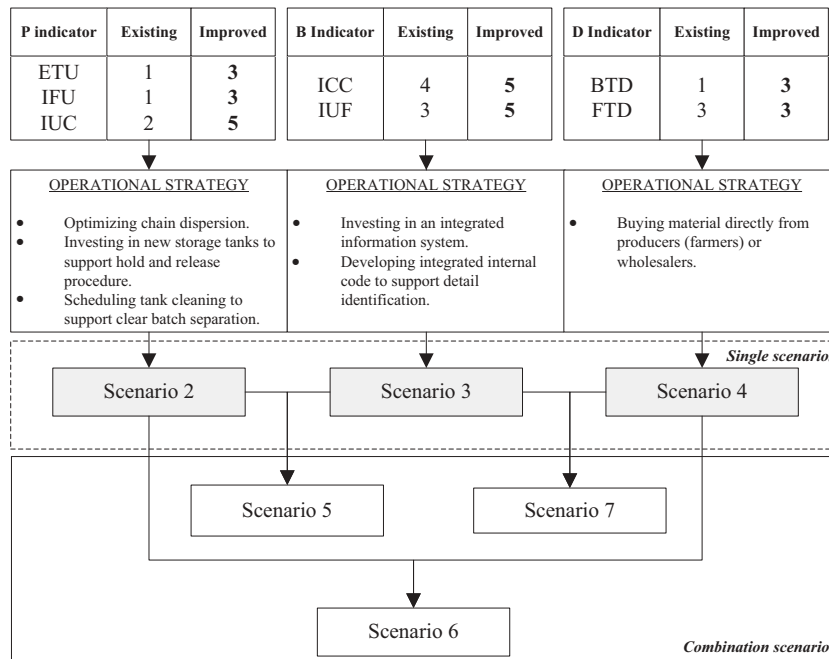 P indicator Existing Improved
ETU 1 3
IFU 1 3
IUC 2 5
B Indicator Existing Improved
ICC 4 5
IUF 3 5
D Indicator Existing Improved
BTD 1 3
FTD 3 3
OPERATIONAL STRATEGY
• Optimizing chain dispersion.
• Investing in new storage tanks to
support hold and release
procedure.
• Scheduling tank cleaning to
support clear batch separation.
OPERATIONAL STRATEGY
• Investing in an integrated
information system.
• Developing integrated internal
code to support detail
identification.
OPERATIONAL STRATEGY
• Buying material directly from
producers (farmers) or
wholesalers.
Single scenario
Scenario 2
Scenario 3
Scenario 4
Scenario 5
Scenario 7
Scenario 6
Combination scenario